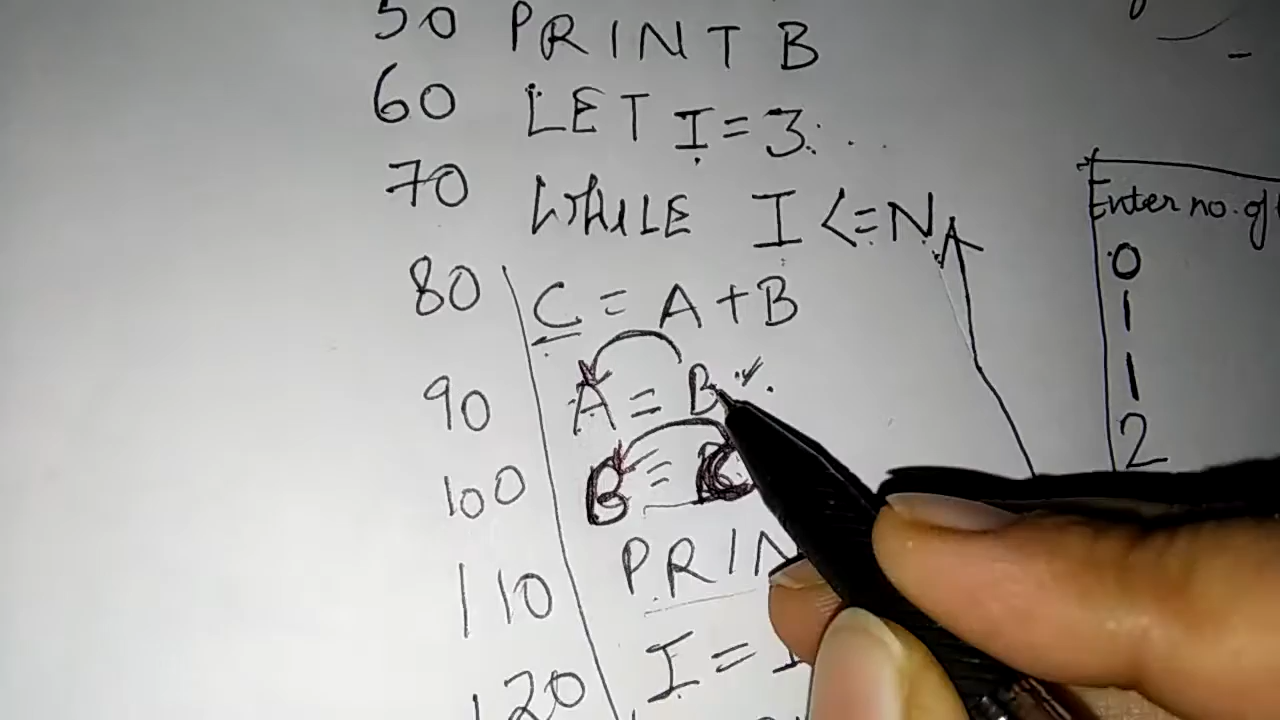 50 PRINT B
60 LET I=3
70 WHILE I<=N
80 C = A+B
90 A = B
100 B = C
110 PRIN
120 I =
Enter no. of
0
1
1
2